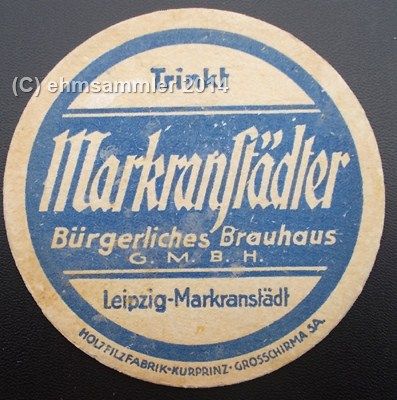 (C) ehmsammler 2014
Trinkt
Markranstädter
Bürgerliches Brauhaus
G.M.B.H.
Leipzig-Markranstädt
HOLZFILZFABRIK-KURPRINZ-GROSSCHIRMA SA.